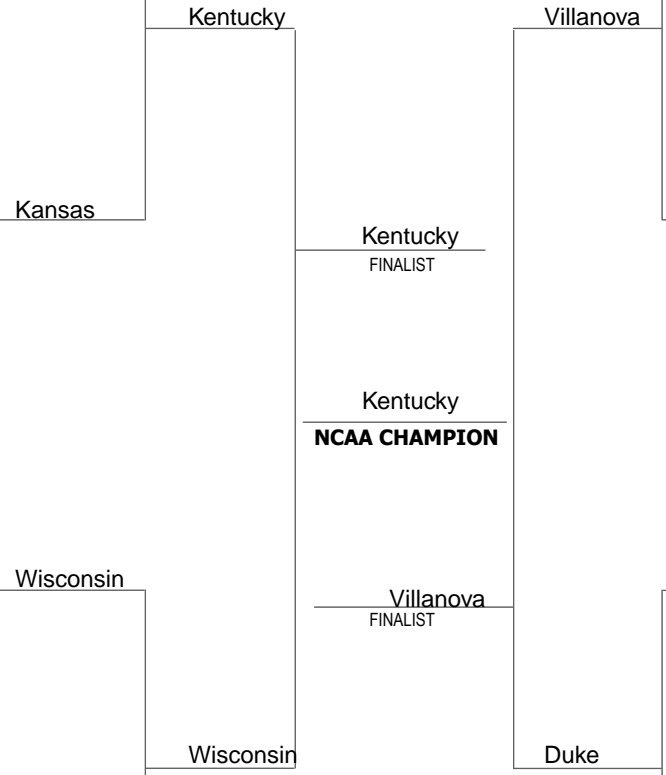 Kentucky
Villanova
Kansas
Kentucky
FINALIST
Kentucky
NCAA CHAMPION
Wisconsin
Villanova
FINALIST
Wisconsin
Duke